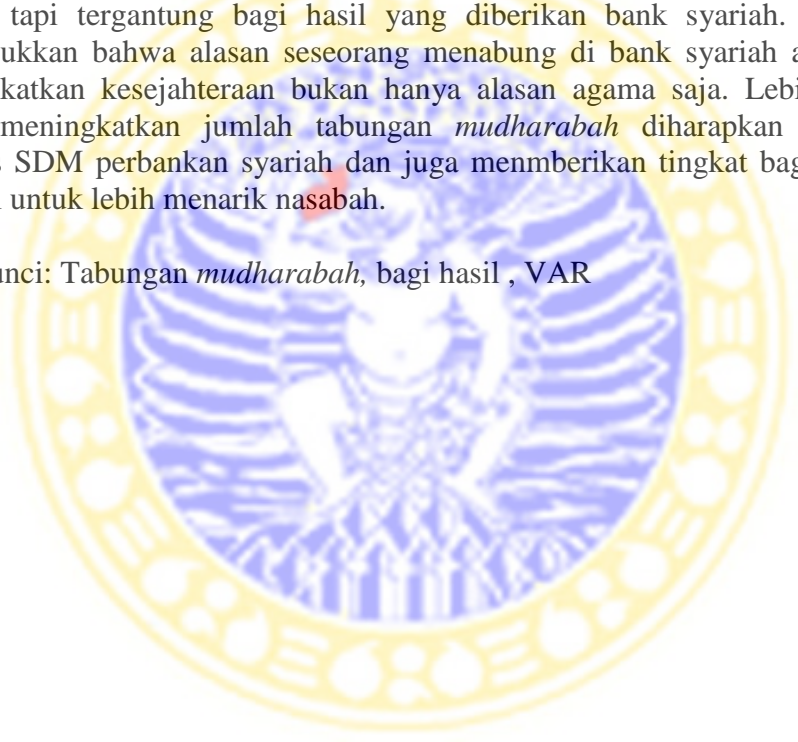 tapi tergantung bagi hasil yang diberikan bank syariah.
ukkan bahwa alasan seseorang menabung di bank syariah a
katkan kesejahteraan bukan hanya alasan agama saja. Lebi
meningkatkan jumlah tabungan mudharabah diharapkan
SDM perbankan syariah dan juga menmberikan tingkat bag
untuk lebih menarik nasabah.
unci: Tabungan mudharabah, bagi hasil , VAR